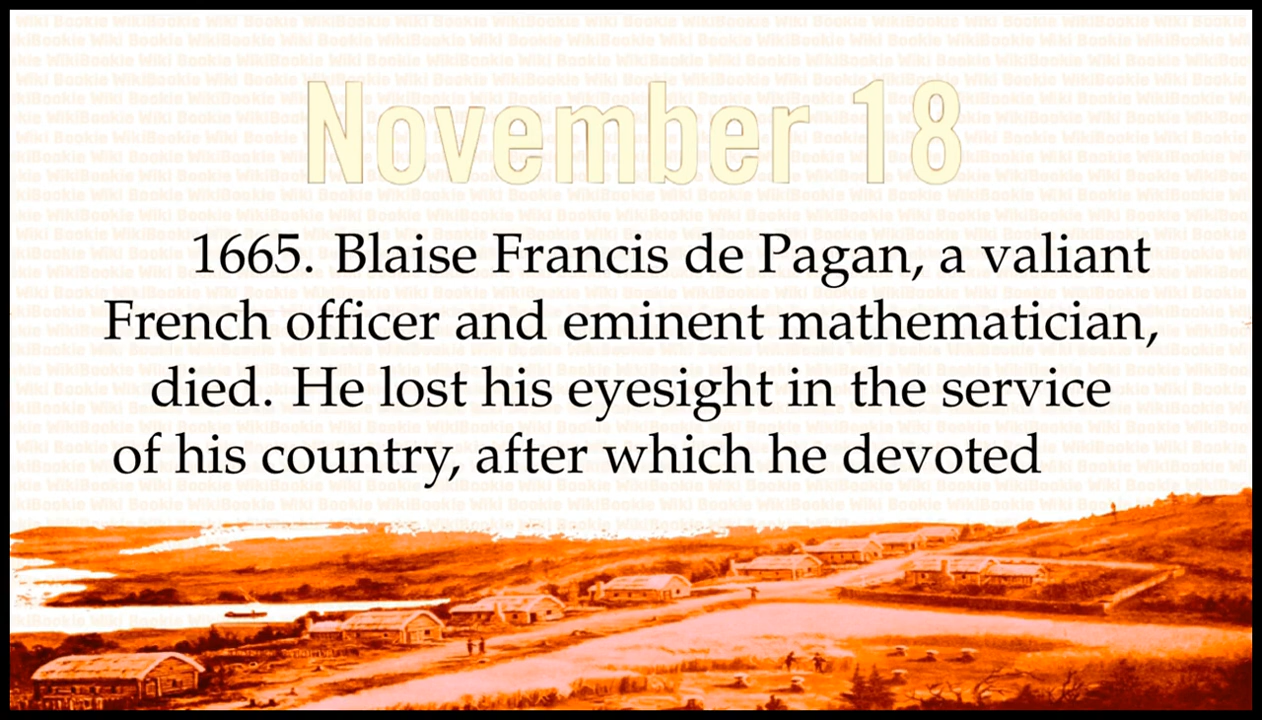 November 18
1665. Blaise Francis de Pagan, a valiant
French officer and eminent mathematician,
died. He lost his eyesight in the service
of his country, after which he devoted